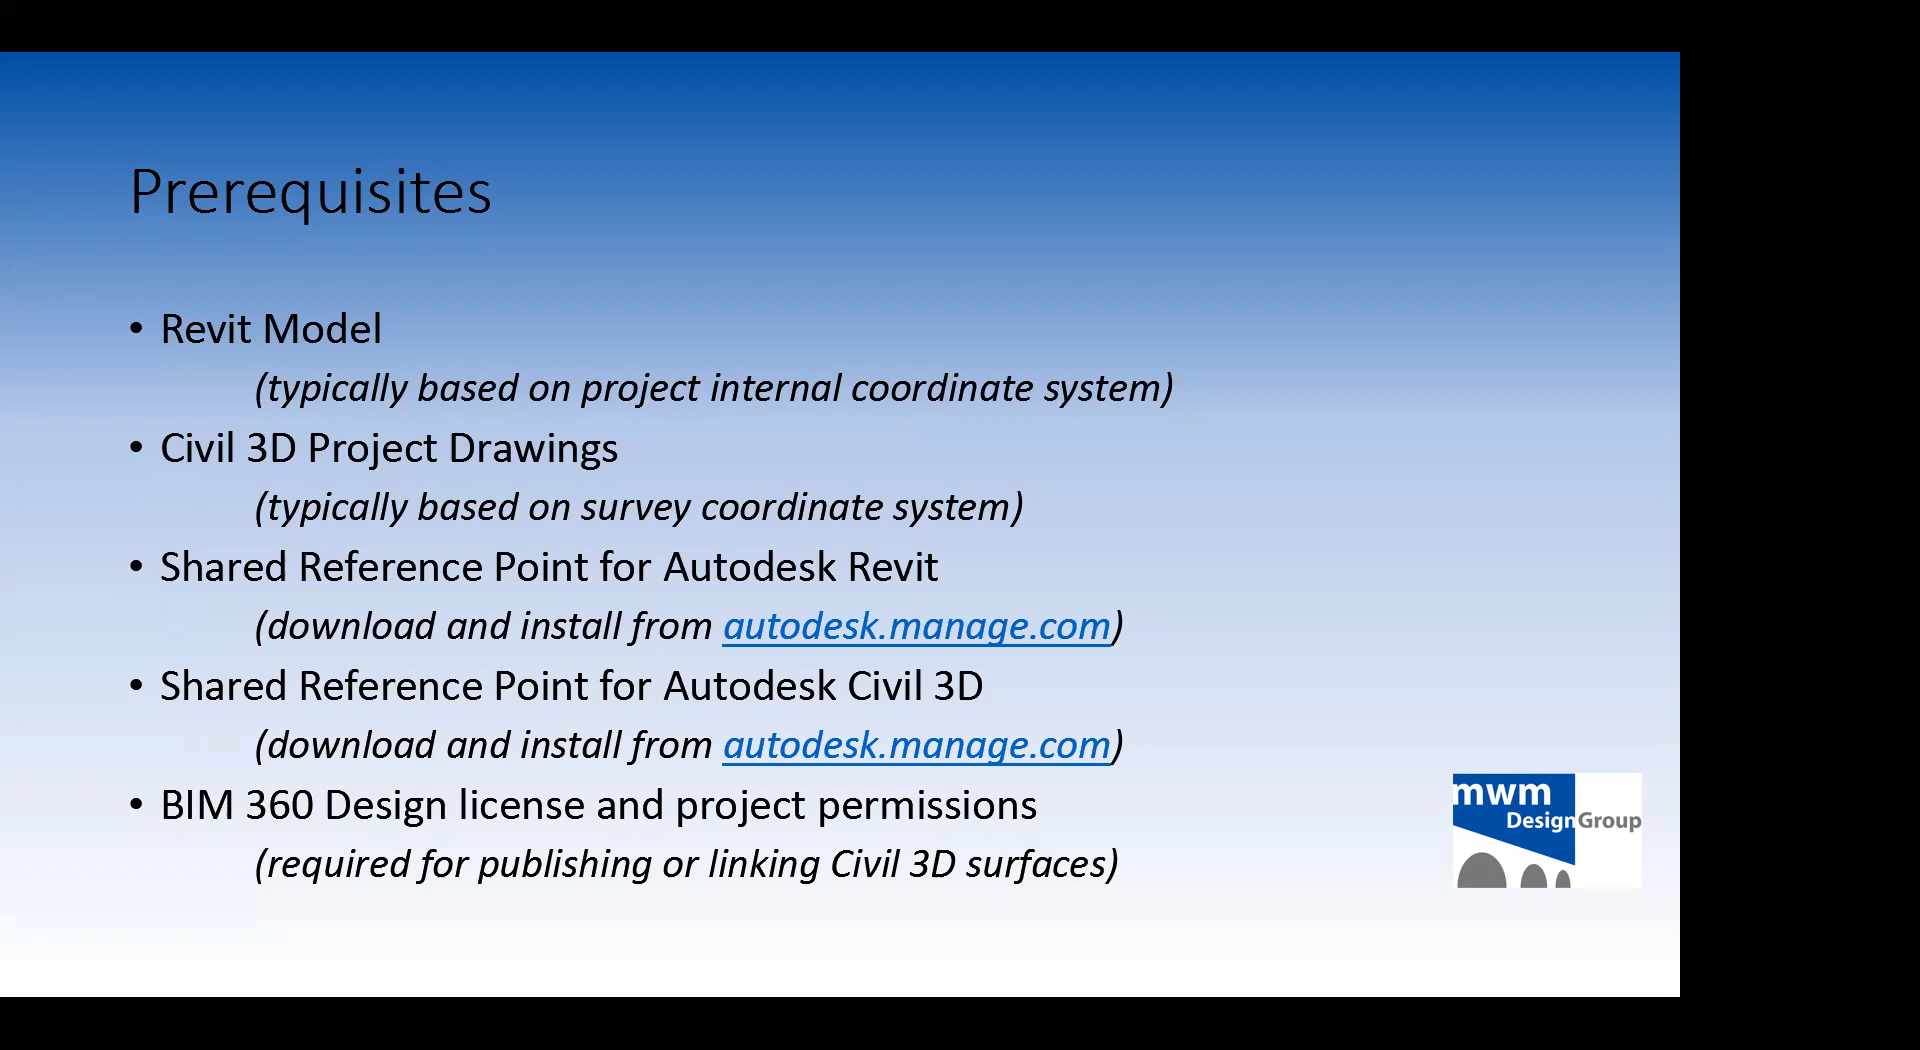 Prerequisites
• Revit Model
(typically based on project internal coordinate system)
• Civil 3D Project Drawings
(typically based on survey coordinate system)
• Shared Reference Point for Autodesk Revit
(download and install from autodesk.manage.com)
• Shared Reference Point for Autodesk Civil 3D
(download and install from autodesk.manage.com)
• BIM 360 Design license and project permissions
(required for publishing or linking Civil 3D surfaces)
mwm
DesignGroup